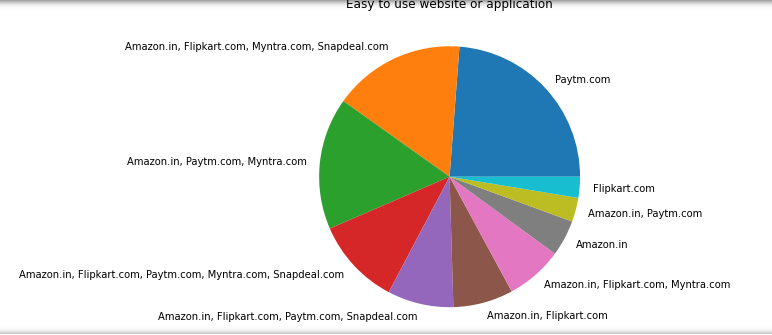 Easy to use website or application
Amazon.in, Flipkart.com, Myntra.com, Snapdeal.com
Paytm.com
Amazon.in, Paytm.com, Myntra.com
Flipkart.com
Amazon.in, Paytm.com
Amazon.in
Amazon.in, Flipkart.com, Paytm.com, Myntra.com, Snapdeal.com
Amazon.in, Flipkart.com, Myntra.com
Amazon.in, Flipkart.com, Paytm.com, Snapdeal.com
Amazon.in, Flipkart.com